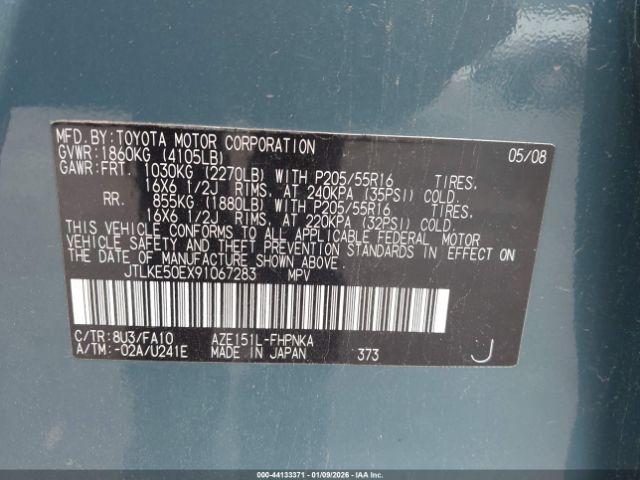 MFD.BY:TOYOTA MOTOR CORPORATION 05/08
GVWR:1860KG (4105LB)
GAWR:FRT. 1030KG (2270LB) WITH P205/55R16 TIRES.
16X6 1/2J RIMS. AT 240KPA (35PSI) COLD.
RR. 855KG (1880LB) WITH P205/55R16 TIRES.
16X6 1/2J RIMS. AT 220KPA (32PSI) COLD.
THIS VEHICLE CONFORMS TO ALL APPLICABLE FEDERAL MOTOR
VEHICLE SAFETY AND THEFT PREVENTION STANDARDS IN EFFECT ON
THE DATE OF MANUFACTURE SHOWN ABOVE.
JTLKE50EX91067283 MPV
C/TR:8U3/FA10 AZE151L-FHPNKA
A/TM:-02A/U241E MADE IN JAPAN 373 J
000-44133371 | 01/09/2026 - IAA Inc.